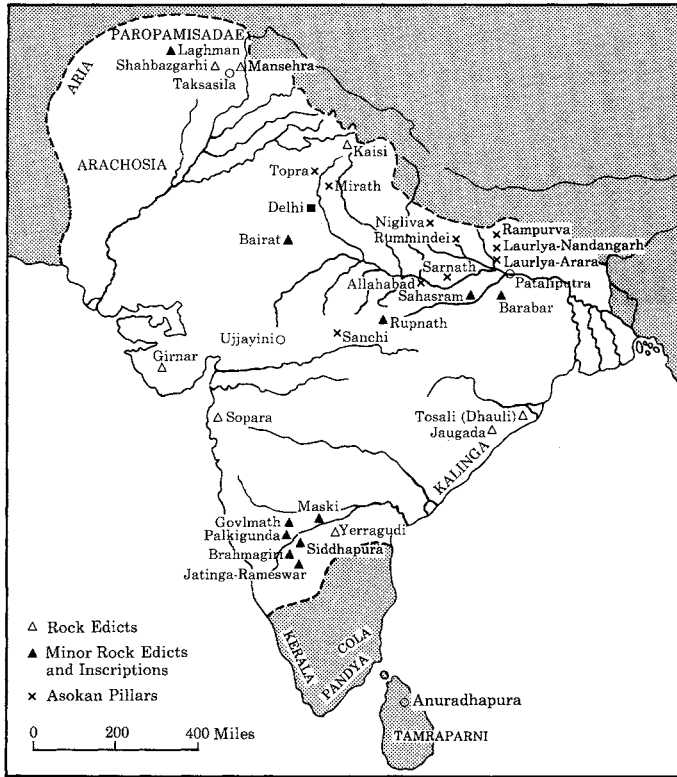 PAROPAMISADAE
Laghman
Shahbazgarhi
Mansehra
Taksasila
ARIA
ARACHOSIA
Kaisi
Topra
Mirath
Delhi
Nigliva
Rampurva
Bairat
Rummindei
Laurlya-Nandangarh
Laurlya-Arara
Sarnath
Allahabad
Pataliputra
Sahasram
Barabar
Rupnath
Ujjayini
Sanchi
Girnar
Sopara
Tosali (Dhauli)
Jaugada
KALINGA
Maski
Govlmath
Palkigunda
Yerragudi
Siddhapura
Brahmagiri
Jatinga-Rameswar
Rock Edicts
Minor Rock Edicts
and Inscriptions
Asokan Pillars
0 200 400 Miles
KERALA
COLA
PANDYA
Anuradhapura
TAMRAPARNI